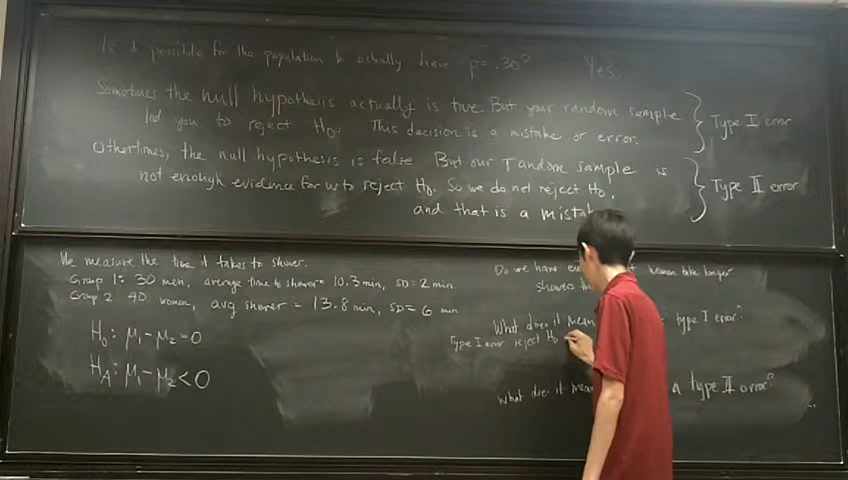 Is it possible for the population to actually have p=.30? Yes.
Sometimes the null hypothesis actually is true. But your random sample
led you to reject H0. This decision is a mistake or error.
Type I error
Othertimes, the null hypothesis is false But our random sample is
not enough evidence for us to reject H0. So we do not reject H0,
and that is a mista
Type II error
We measure the time it takes to shower.
Group 1: 30 men, average time to shower = 10.3 min, SD=2 min
Group 2 40 women, avg shower = 13.8 min, SD= 6 min
H0: μ1-μ2=0
HA: μ1-μ2<0
Do we have women take longer
What does it mean type I error?
Type I error reject H0
what does it mean a type II error?